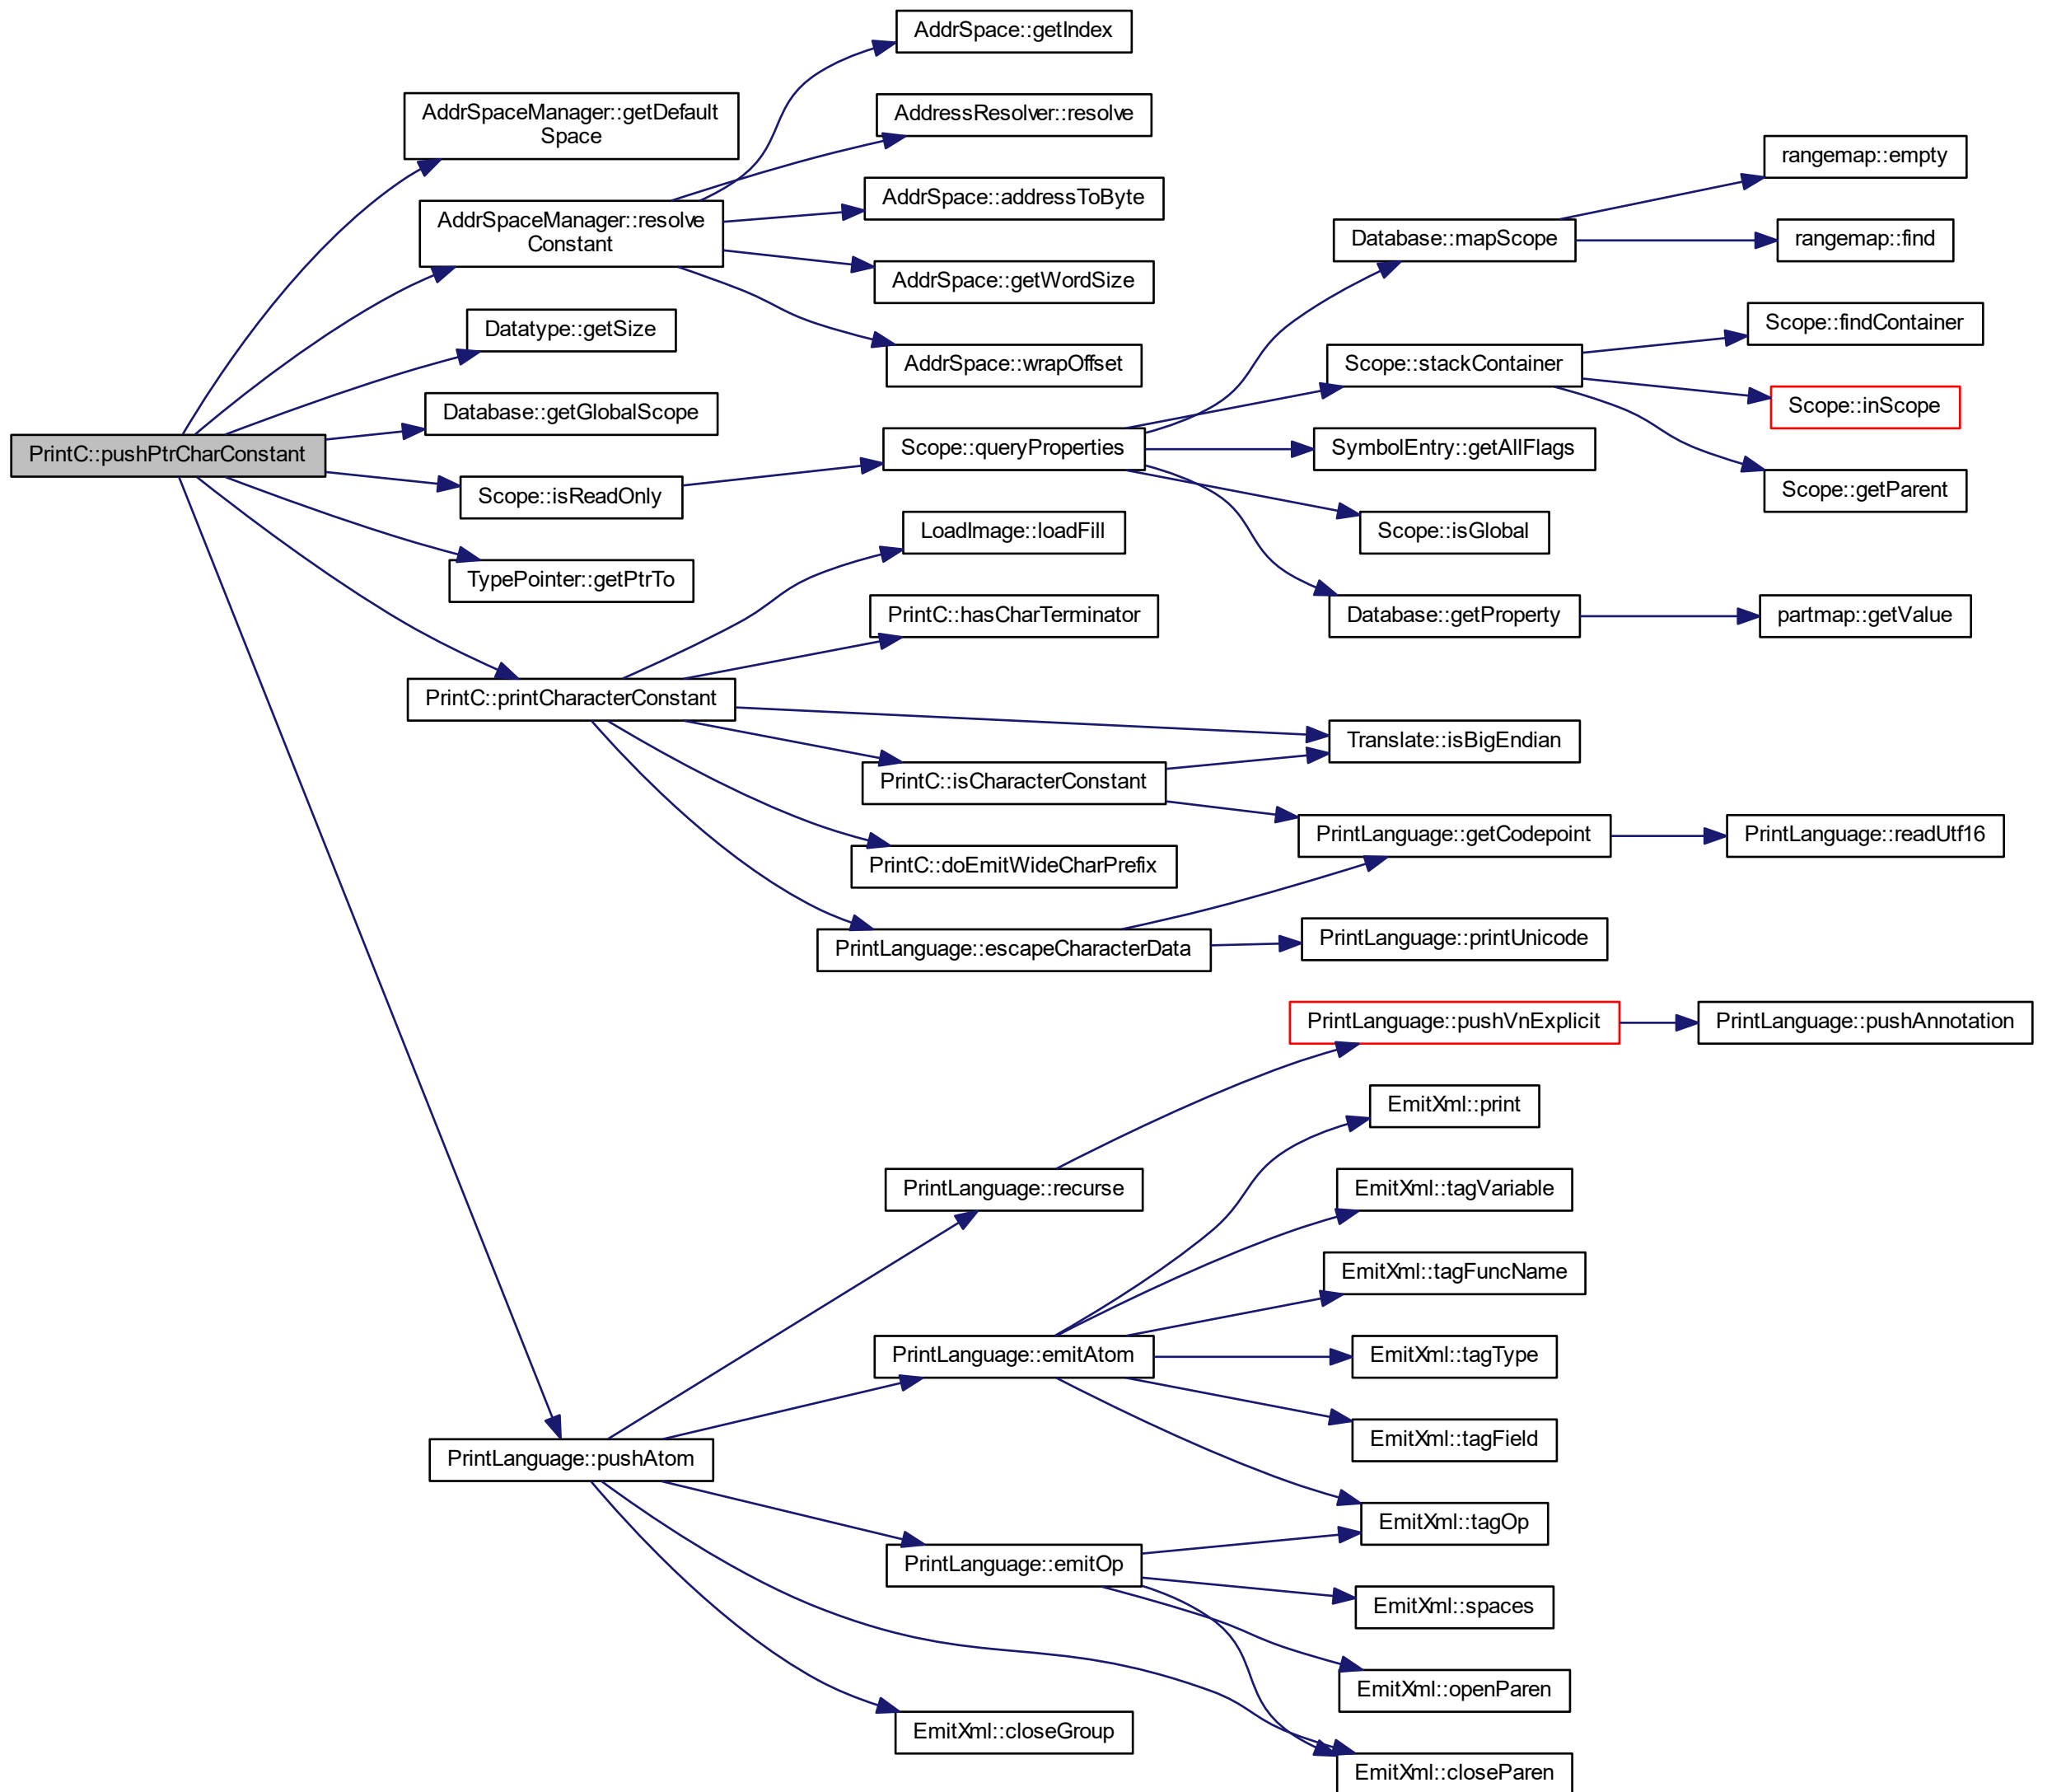 AddrSpace::getIndex
AddrSpaceManager::getDefault
Space
AddressResolver::resolve
rangemap::empty
AddrSpaceManager::resolve
Constant
AddrSpace::addressToByte
Database::mapScope
rangemap::find
AddrSpace::getWordSize
Datatype::getSize
Scope::findContainer
AddrSpace::wrapOffset
Scope::stackContainer
Database::getGlobalScope
Scope::inScope
PrintC::pushPtrCharConstant
Scope::queryProperties
SymbolEntry::getAllFlags
Scope::isReadOnly
Scope::getParent
LoadImage::loadFill
Scope::isGlobal
TypePointer::getPtrTo
PrintC::hasCharTerminator
Database::getProperty
partmap::getValue
PrintC::printCharacterConstant
Translate::isBigEndian
PrintC::isCharacterConstant
PrintLanguage::getCodepoint
PrintLanguage::readUtf16
PrintC::doEmitWideCharPrefix
PrintLanguage::escapeCharacterData
PrintLanguage::printUnicode
PrintLanguage::pushVnExplicit
PrintLanguage::pushAnnotation
EmitXml::print
PrintLanguage::recurse
EmitXml::tagVariable
EmitXml::tagFuncName
PrintLanguage::emitAtom
EmitXml::tagType
EmitXml::tagField
PrintLanguage::pushAtom
EmitXml::tagOp
PrintLanguage::emitOp
EmitXml::spaces
EmitXml::openParen
EmitXml::closeGroup
EmitXml::closeParen